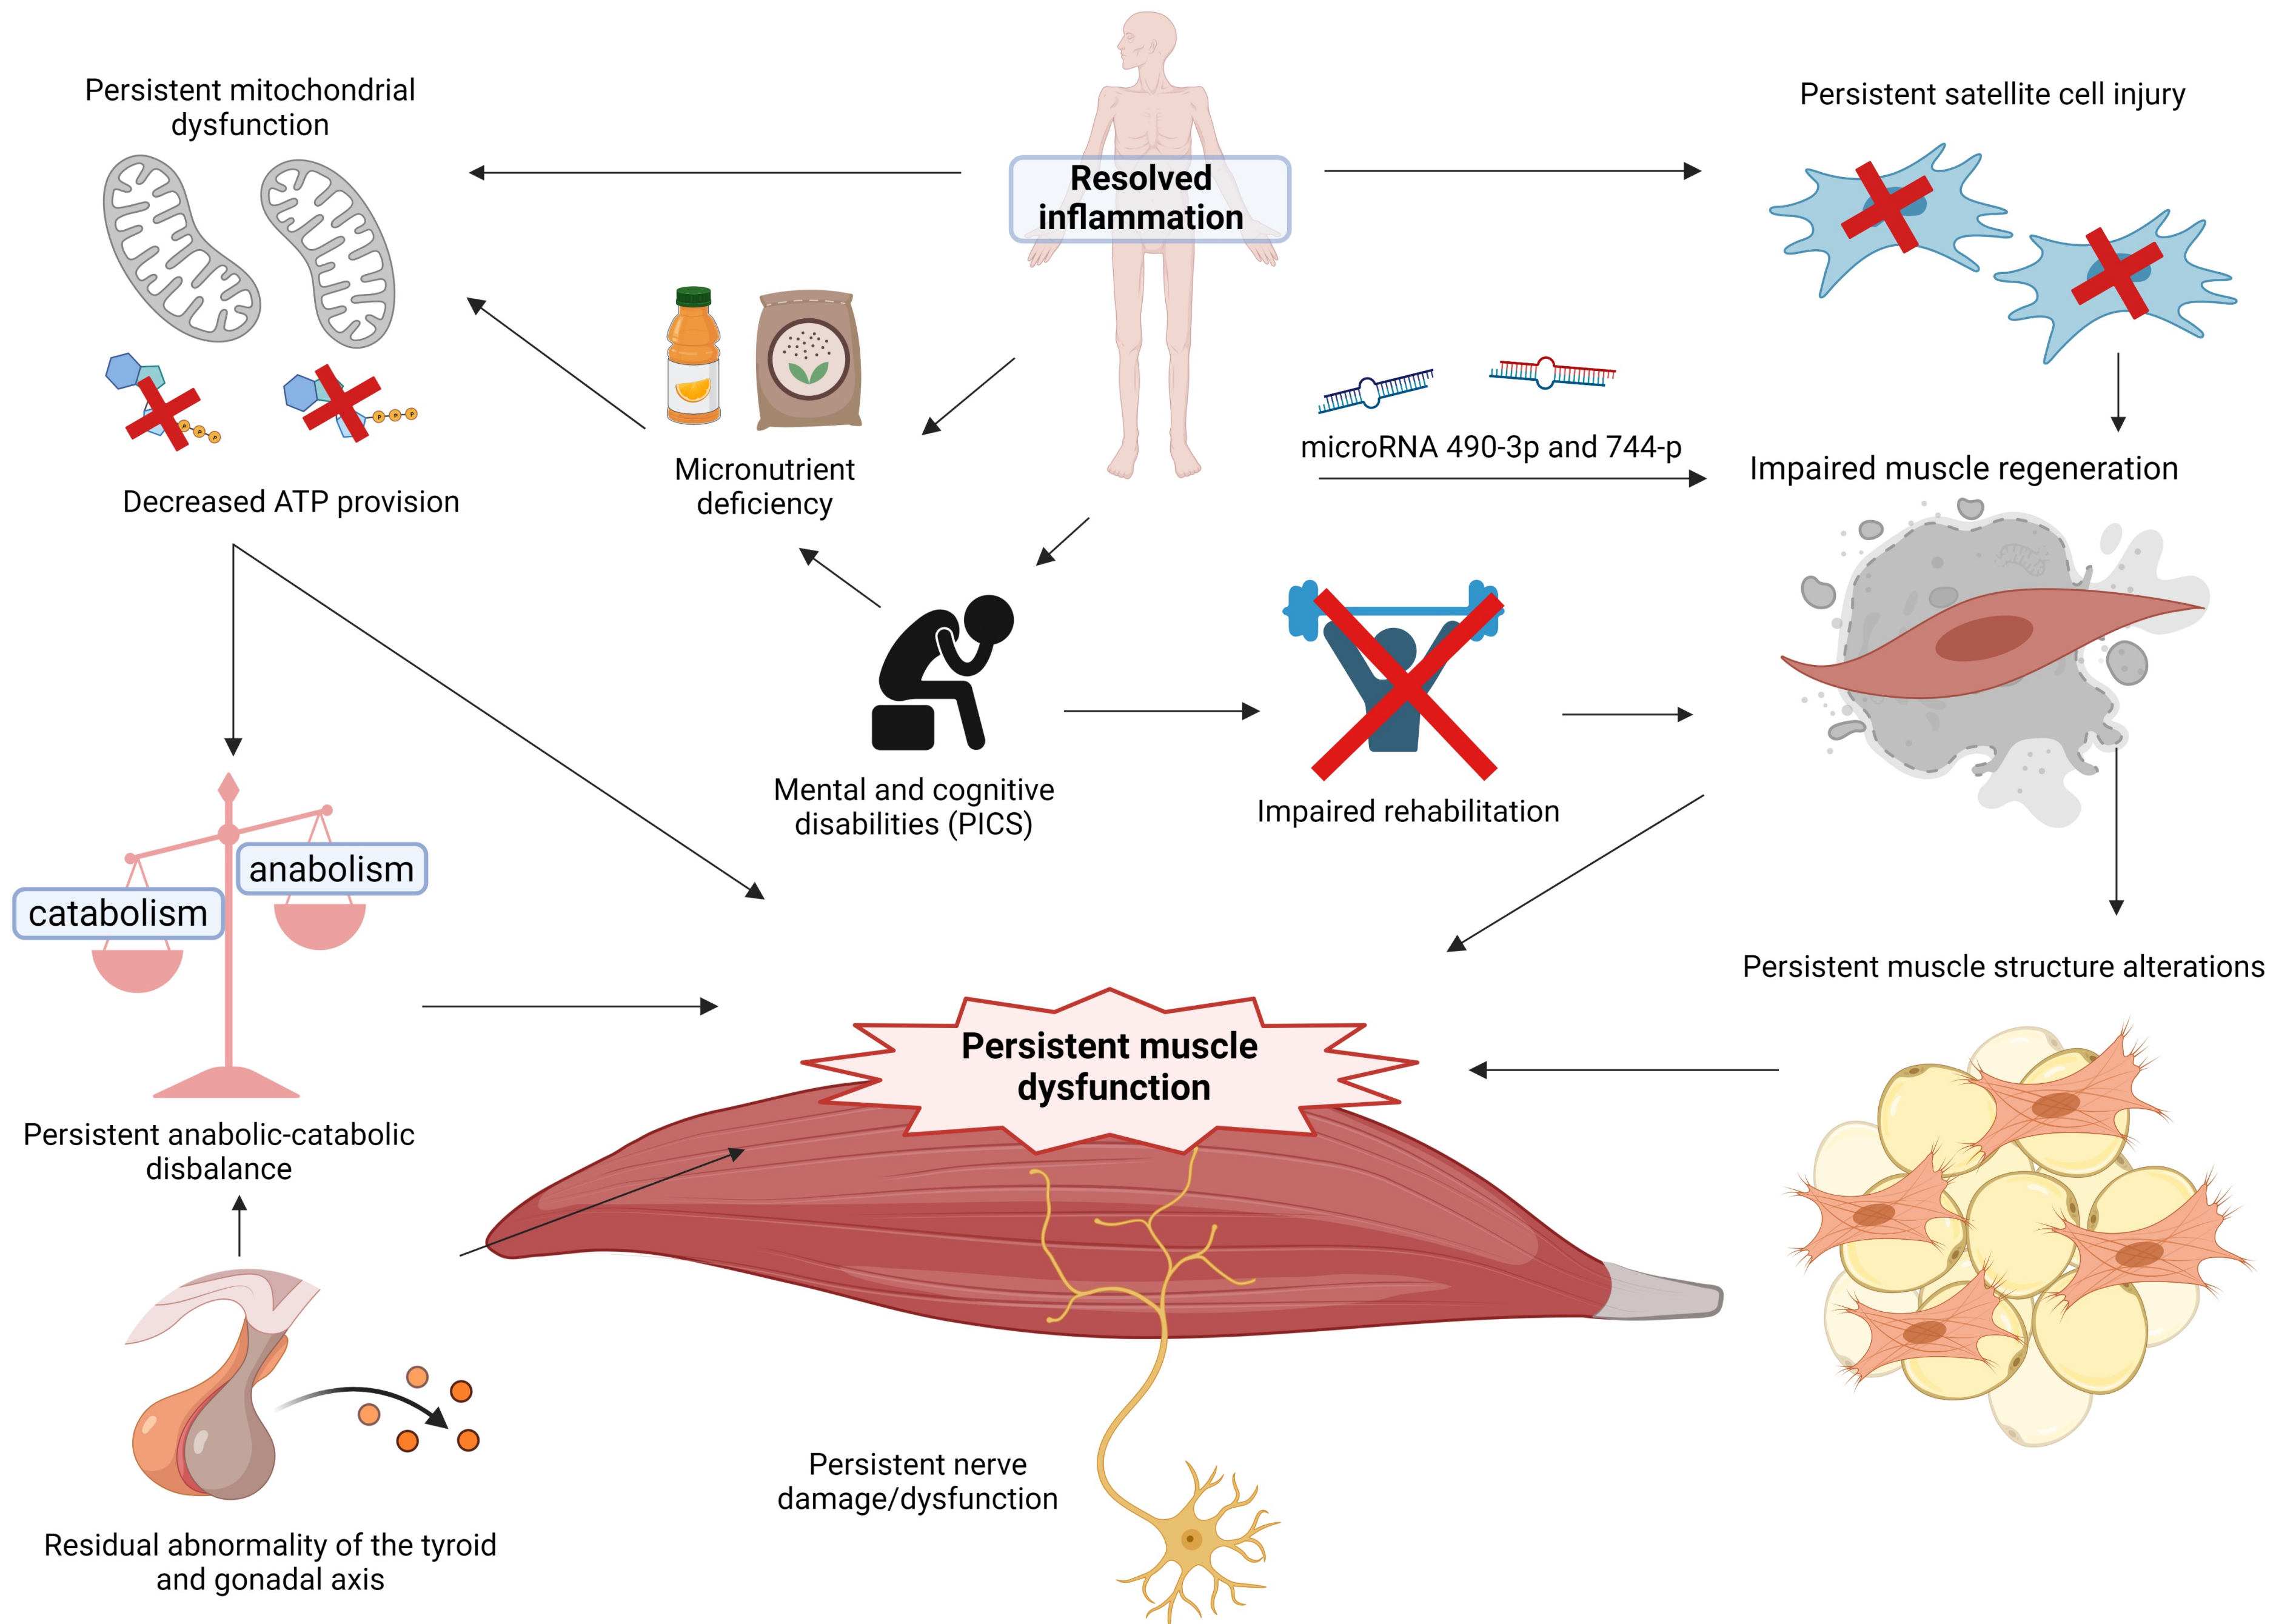 Persistent mitochondrial
dysfunction
Resolved
inflammation
Persistent satellite cell injury
Decreased ATP provision
Micronutrient
deficiency
microRNA 490-3p and 744-p
Impaired muscle regeneration
Mental and cognitive
disabilities (PICS)
Impaired rehabilitation
anabolism
catabolism
Persistent muscle structure alterations
Persistent muscle
dysfunction
Persistent anabolic-catabolic
disbalance
Persistent nerve
damage/dysfunction
Residual abnormality of the tyroid
and gonadal axis